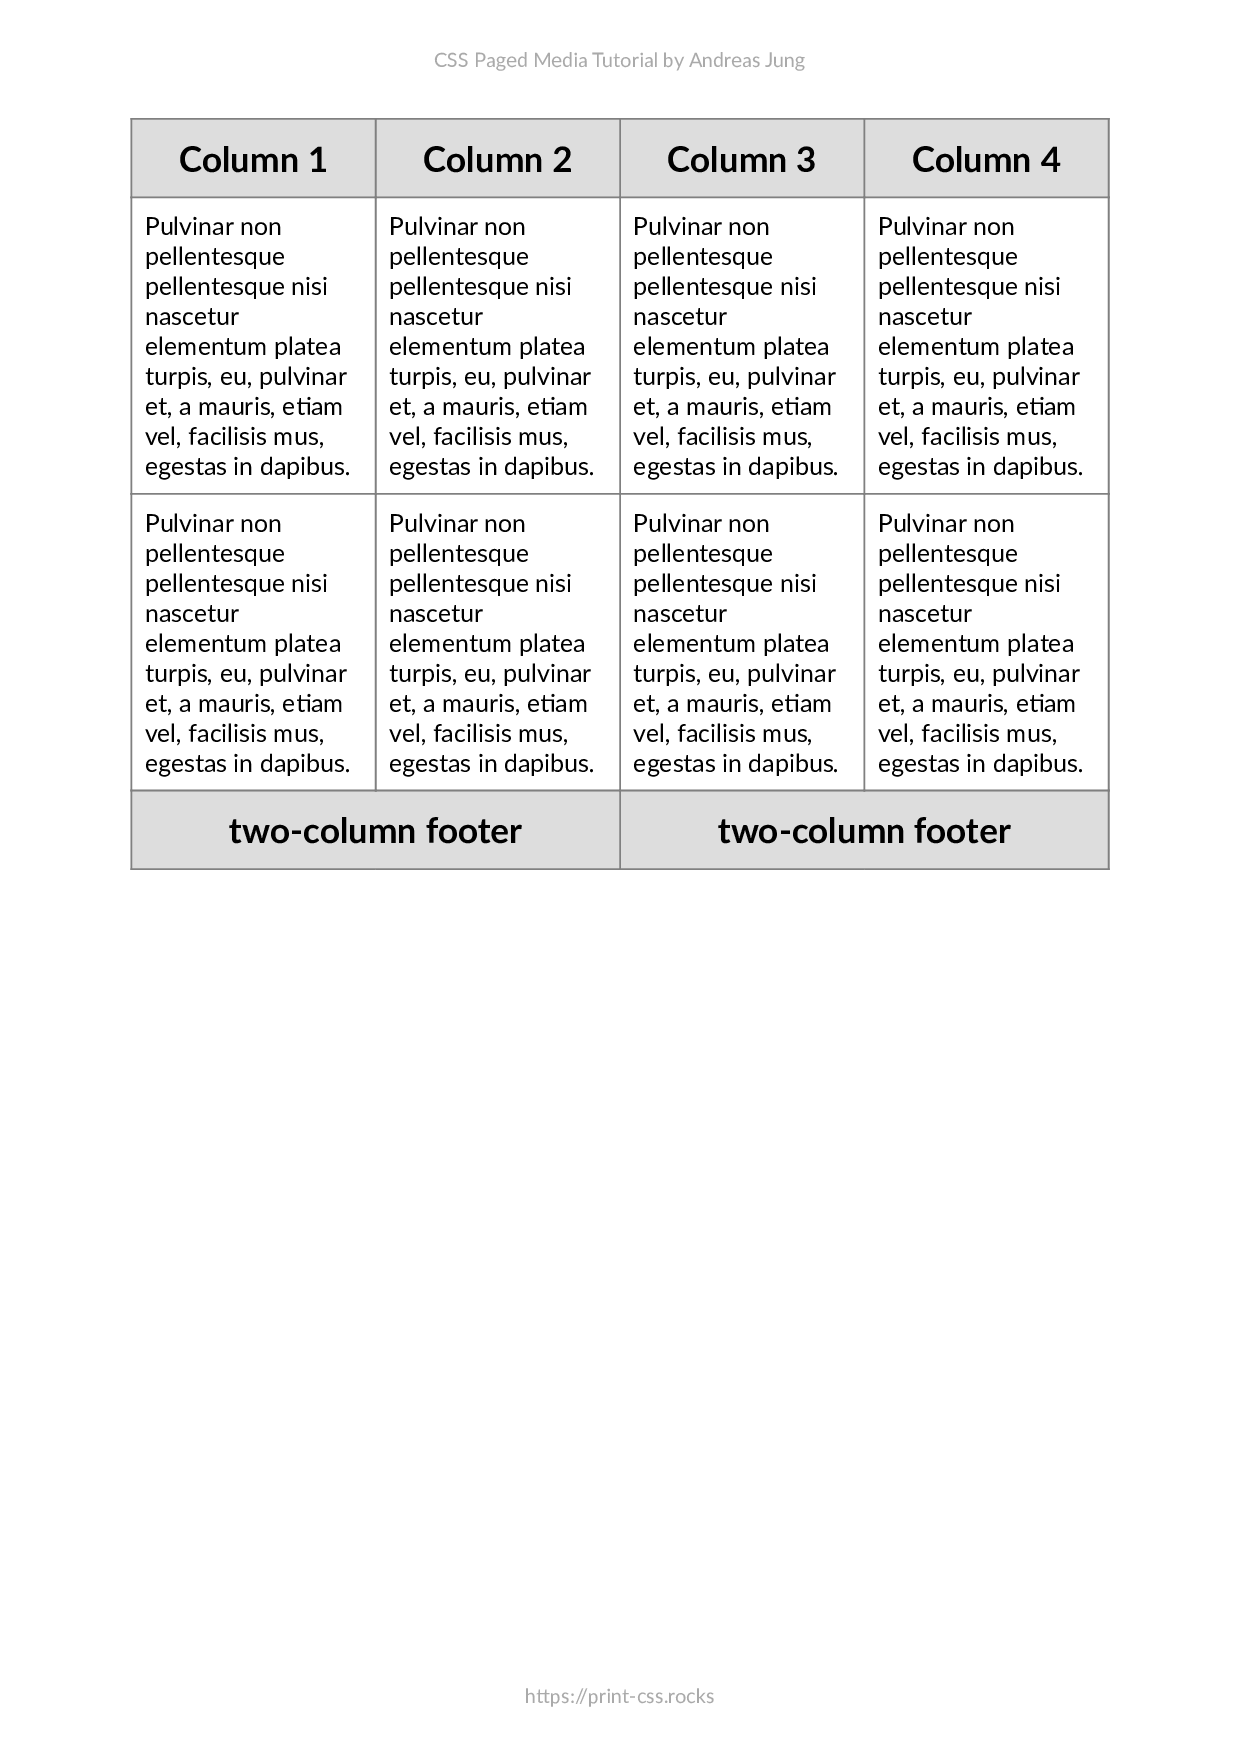 CSS Paged Media Tutorial by Andreas Jung
Column 1 Column 2 Column 3 Column 4
Pulvinar non Pulvinar non Pulvinar non Pulvinar non
pellentesque pellentesque pellentesque pellentesque
pellentesque nisi pellentesque nisi pellentesque nisi pellentesque nisi
nascetur nascetur nascetur nascetur
elementum platea elementum platea elementum platea elementum platea
turpis, eu, pulvinar turpis, eu, pulvinar turpis, eu, pulvinar turpis, eu, pulvinar
et, a mauris, etiam et, a mauris, etiam et, a mauris, etiam et, a mauris, etiam
vel, facilisis mus, vel, facilisis mus, vel, facilisis mus, vel, facilisis mus,
egestas in dapibus. egestas in dapibus. egestas in dapibus. egestas in dapibus.
Pulvinar non Pulvinar non Pulvinar non Pulvinar non
pellentesque pellentesque pellentesque pellentesque
pellentesque nisi pellentesque nisi pellentesque nisi pellentesque nisi
nascetur nascetur nascetur nascetur
elementum platea elementum platea elementum platea elementum platea
turpis, eu, pulvinar turpis, eu, pulvinar turpis, eu, pulvinar turpis, eu, pulvinar
et, a mauris, etiam et, a mauris, etiam et, a mauris, etiam et, a mauris, etiam
vel, facilisis mus, vel, facilisis mus, vel, facilisis mus, vel, facilisis mus,
egestas in dapibus. egestas in dapibus. egestas in dapibus. egestas in dapibus.
two-column footer two-column footer
https://print-css.rocks